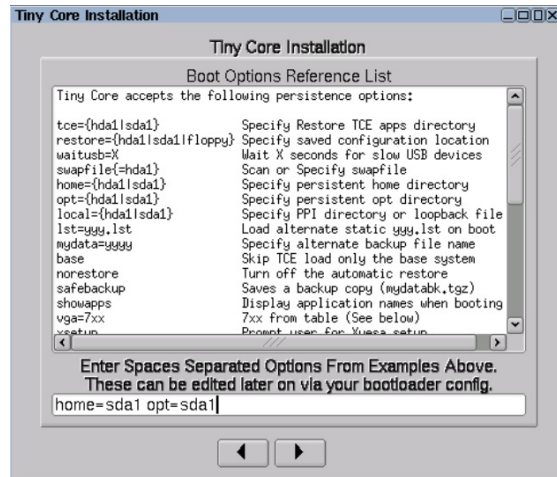 Tiny Core Installation
Tiny Core Installation
Boot Options Reference List
Tiny Core accepts the following persistence options:
tce={hda1|sda1} Specify Restore TCE apps directory
restore={hda1|sda1|floppy} Specify saved configuration location
waitusb=X Wait X seconds for slow USB devices
swapfile{=hda1} Scan or Specify swapfile
home={hda1|sda1} Specify persistent home directory
opt={hda1|sda1} Specify persistent opt directory
local={hda1|sda1} Specify PPI directory or loopback file
lst=yyy.lst Load alternate static yyy.lst on boot
mydata=yyyy Specify alternate backup file name
base Skip TCE load only the base system
norestore Turn off the automatic restore
safebackup Saves a backup copy (mydatabk.tgz)
showapps Display application names when booting
vga=7xx 7xx from table (See below)
xsetup Prompt user for Xvesa setup
Enter Spaces Separated Options From Examples Above.
These can be edited later on via your bootloader config.
home=sda1 opt=sda1